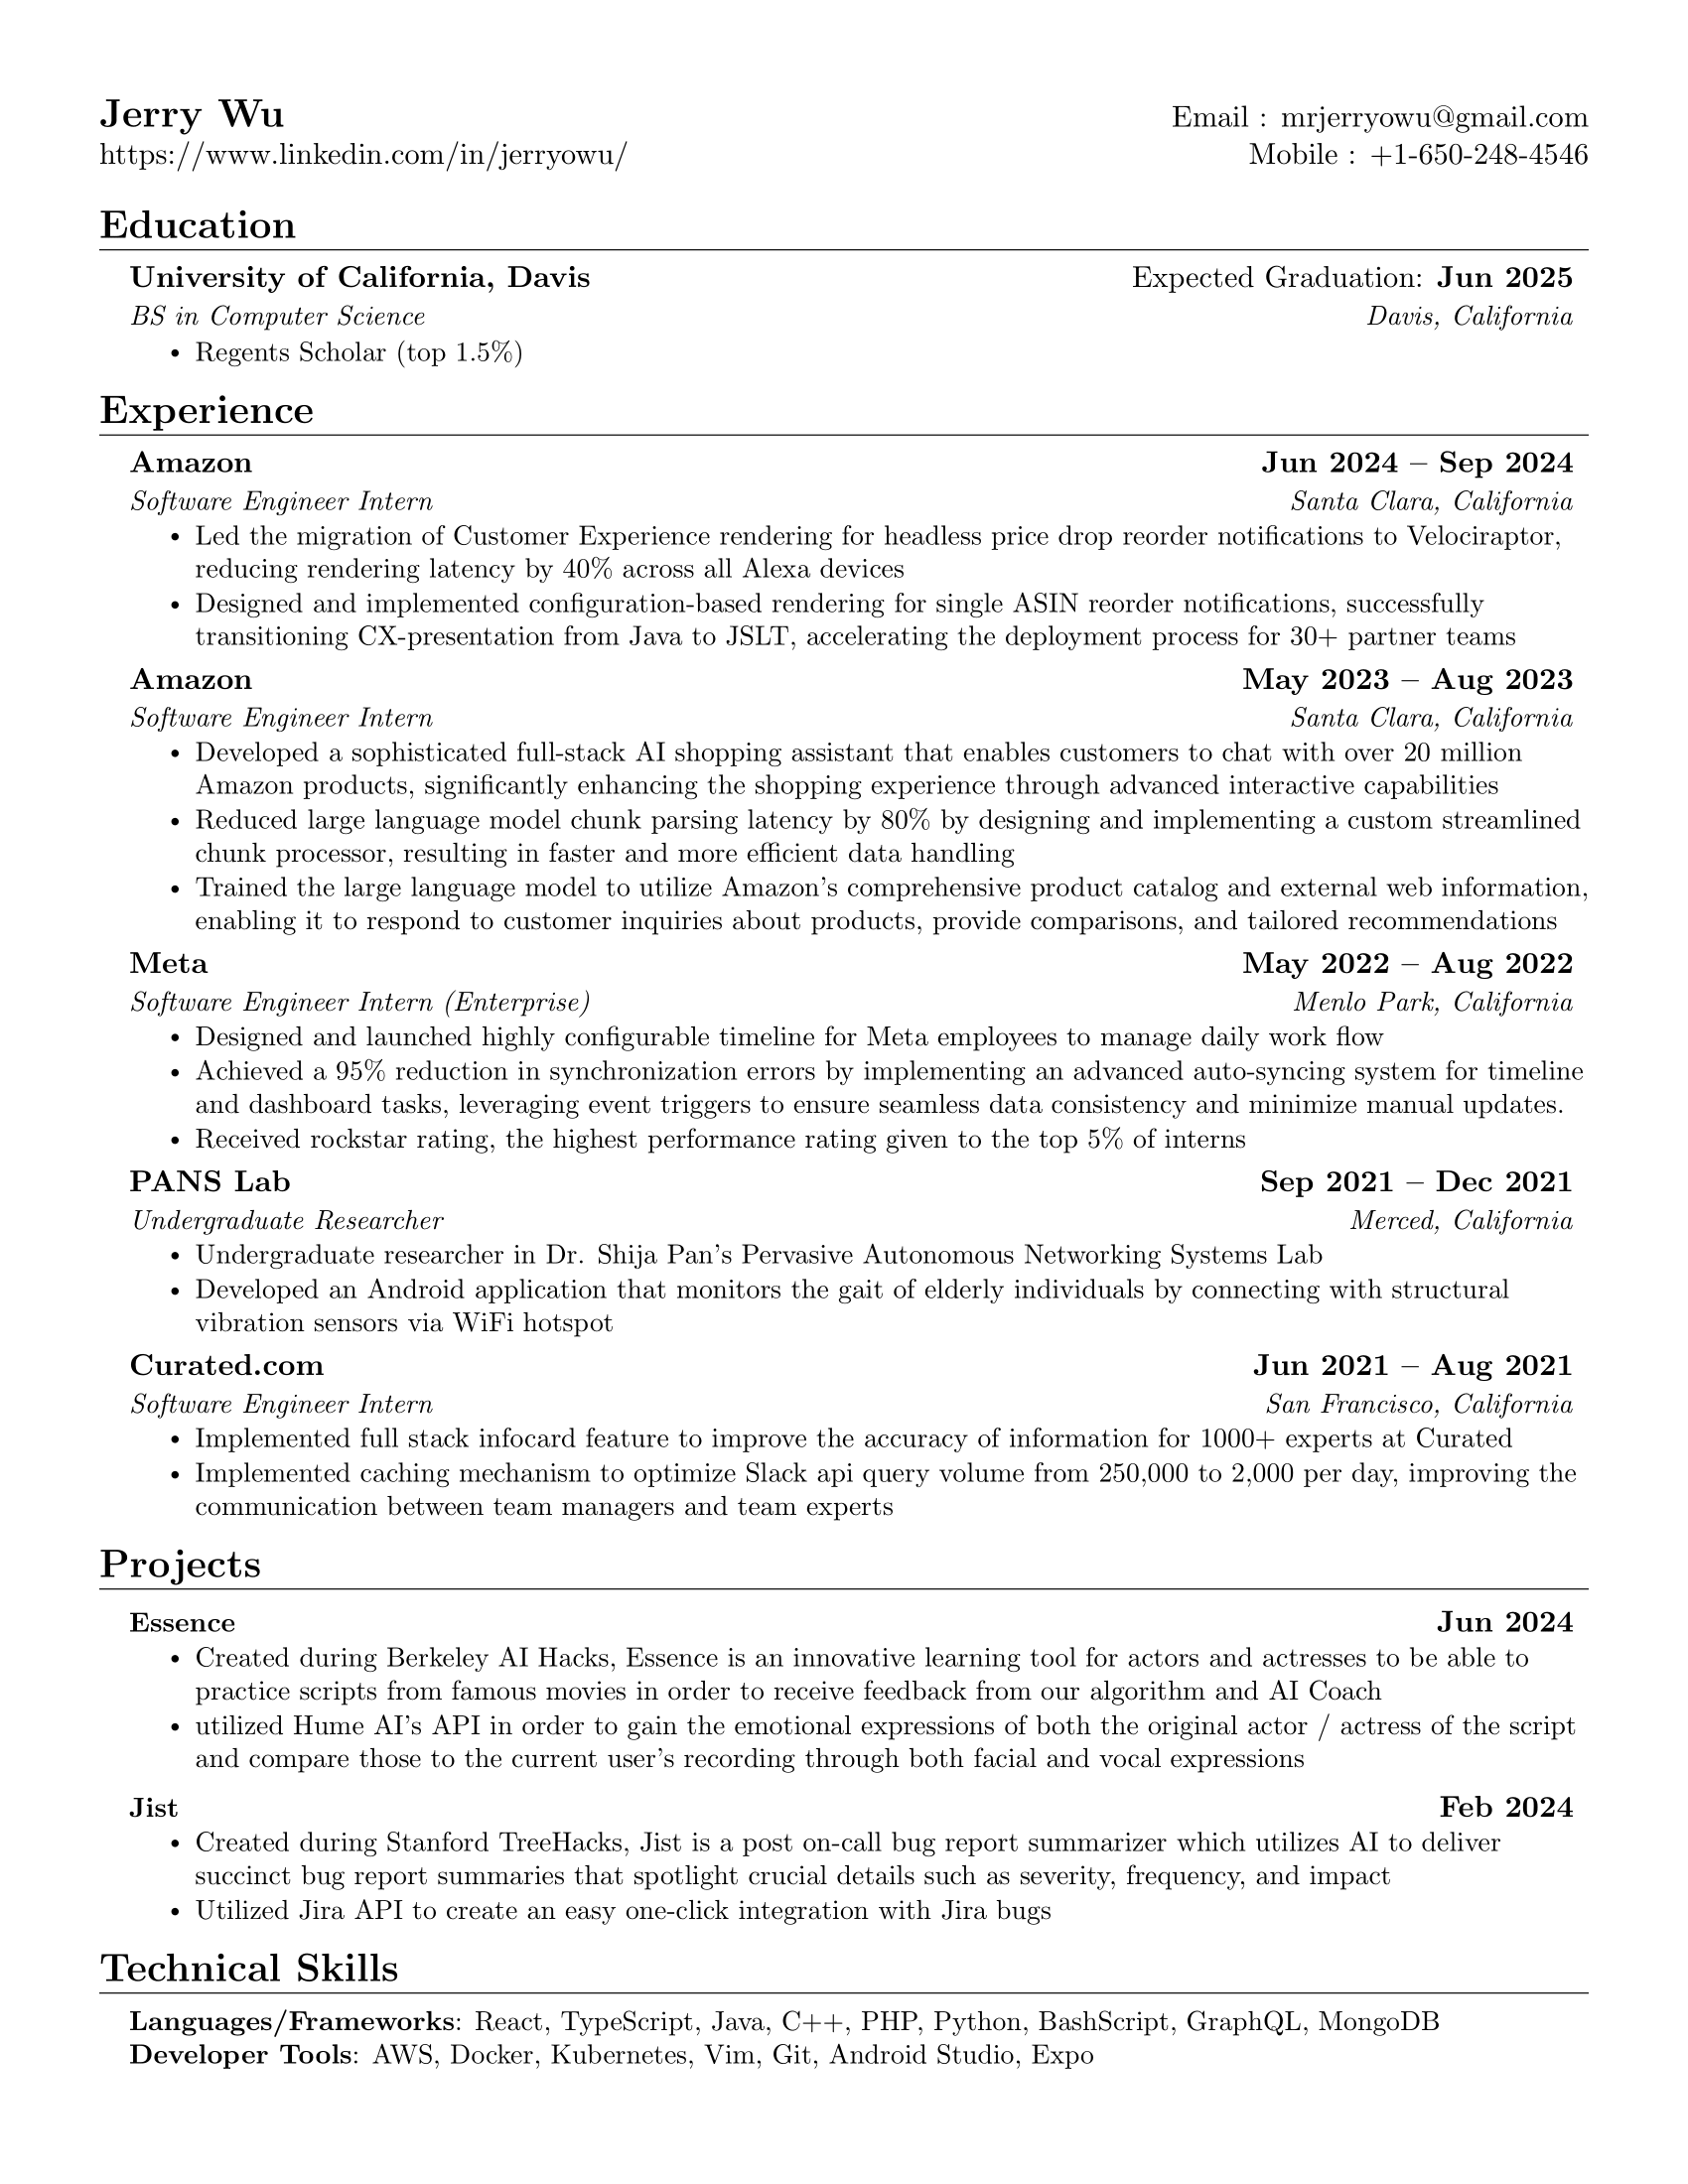 Jerry Wu
Email : mrjerryowu@gmail.com
https://www.linkedin.com/in/jerryowu/
Mobile : +1-650-248-4546
Education
University of California, Davis
Expected Graduation: Jun 2025
BS in Computer Science
Davis, California
• Regents Scholar (top 1.5%)
Experience
Amazon
Jun 2024 – Sep 2024
Software Engineer Intern
Santa Clara, California
• Led the migration of Customer Experience rendering for headless price drop reorder notifications to Velociraptor,
reducing rendering latency by 40% across all Alexa devices
• Designed and implemented configuration-based rendering for single ASIN reorder notifications, successfully
transitioning CX-presentation from Java to JSLT, accelerating the deployment process for 30+ partner teams
Amazon
May 2023 – Aug 2023
Software Engineer Intern
Santa Clara, California
• Developed a sophisticated full-stack AI shopping assistant that enables customers to chat with over 20 million
Amazon products, significantly enhancing the shopping experience through advanced interactive capabilities
• Reduced large language model chunk parsing latency by 80% by designing and implementing a custom streamlined
chunk processor, resulting in faster and more efficient data handling
• Trained the large language model to utilize Amazon's comprehensive product catalog and external web information,
enabling it to respond to customer inquiries about products, provide comparisons, and tailored recommendations
Meta
May 2022 – Aug 2022
Software Engineer Intern (Enterprise)
Menlo Park, California
• Designed and launched highly configurable timeline for Meta employees to manage daily work flow
• Achieved a 95% reduction in synchronization errors by implementing an advanced auto-syncing system for timeline
and dashboard tasks, leveraging event triggers to ensure seamless data consistency and minimize manual updates.
• Received rockstar rating, the highest performance rating given to the top 5% of interns
PANS Lab
Sep 2021 – Dec 2021
Undergraduate Researcher
Merced, California
• Undergraduate researcher in Dr. Shija Pan's Pervasive Autonomous Networking Systems Lab
• Developed an Android application that monitors the gait of elderly individuals by connecting with structural
vibration sensors via WiFi hotspot
Curated.com
Jun 2021 – Aug 2021
Software Engineer Intern
San Francisco, California
• Implemented full stack infocard feature to improve the accuracy of information for 1000+ experts at Curated
• Implemented caching mechanism to optimize Slack api query volume from 250,000 to 2,000 per day, improving the
communication between team managers and team experts
Projects
Essence
Jun 2024
• Created during Berkeley AI Hacks, Essence is an innovative learning tool for actors and actresses to be able to
practice scripts from famous movies in order to receive feedback from our algorithm and AI Coach
• utilized Hume AI's API in order to gain the emotional expressions of both the original actor / actress of the script
and compare those to the current user's recording through both facial and vocal expressions
Jist
Feb 2024
• Created during Stanford TreeHacks, Jist is a post on-call bug report summarizer which utilizes AI to deliver
succinct bug report summaries that spotlight crucial details such as severity, frequency, and impact
• Utilized Jira API to create an easy one-click integration with Jira bugs
Technical Skills
Languages/Frameworks: React, TypeScript, Java, C++, PHP, Python, BashScript, GraphQL, MongoDB
Developer Tools: AWS, Docker, Kubernetes, Vim, Git, Android Studio, Expo